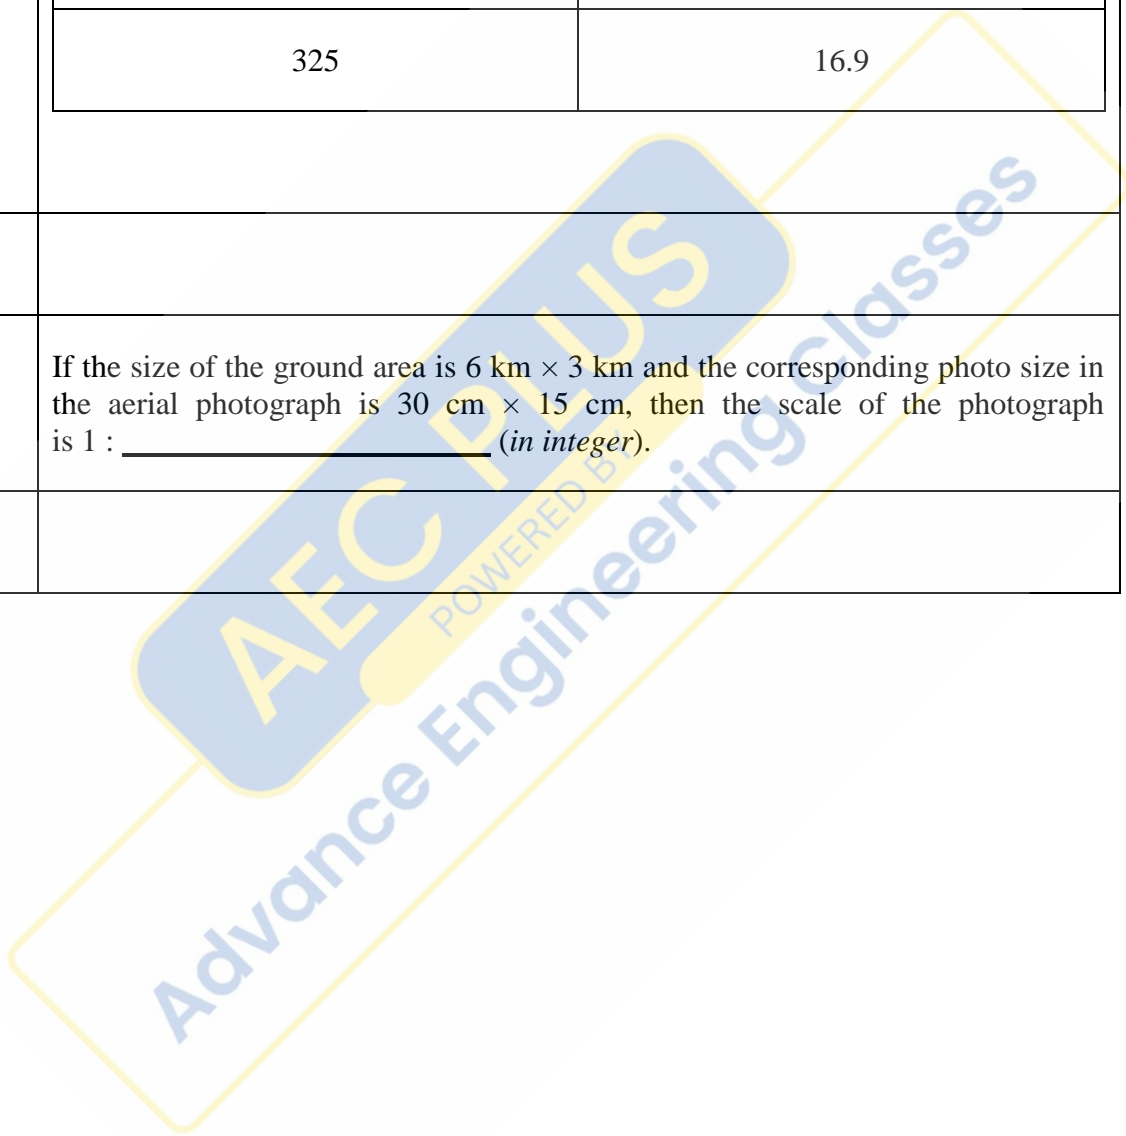 325 16.9
If the size of the ground area is 6 km × 3 km and the corresponding photo size in
the aerial photograph is 30 cm × 15 cm, then the scale of the photograph
is 1 : ____________________ (in integer).
AEC PLUS
POWERED BY
Advance Engineering Classes